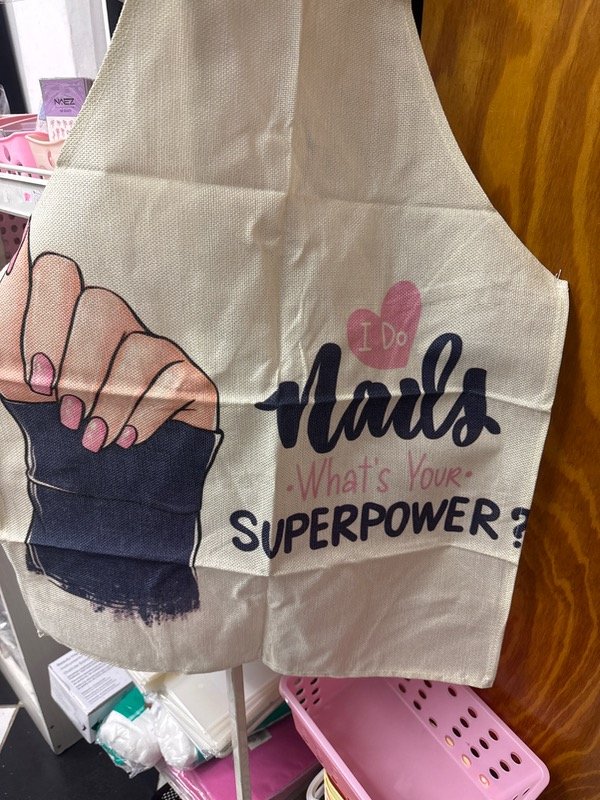 NAEZ
I Do
Nails
·What's Your·
SUPERPOWER?